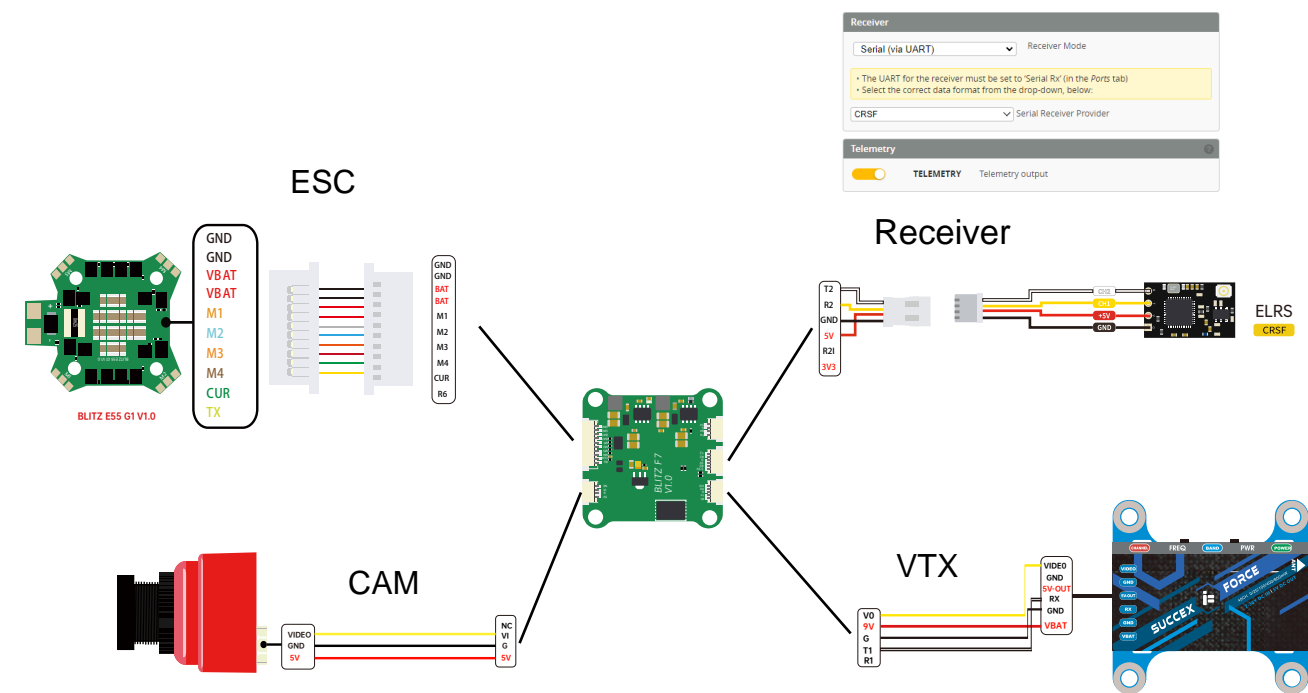 Receiver
Serial (via UART)
Receiver Mode
• The UART for the receiver must be set to 'Serial Rx' (in the Ports tab)
• Select the correct data format from the drop-down, below:
CRSF
Serial Receiver Provider
Telemetry
TELEMETRY
Telemetry output
ESC
GND
GND
VBAT
VBAT
M1
M2
M3
M4
CUR
TX
BLITZ E55 G1 V1.0
GND
GND
BAT
BAT
M1
M2
M3
M4
CUR
R6
Receiver
T2
R2
GND
5V
R2I
3V3
CH2
CH1
+5V
GND
ELRS
CRSF
BLITZ F7
V1.0
CAM
VIDEO
GND
5V
NC
VI
G
5V
VTX
V0
9V
G
T1
R1
VIDEO
GND
5V-OUT
RX
GND
VBAT
CHANNEL
FREQ
BAND
PWR
POWER
ANT
VIDEO
GND
5V OUT
RX
GND
VBAT
SUCCEX
FORCE